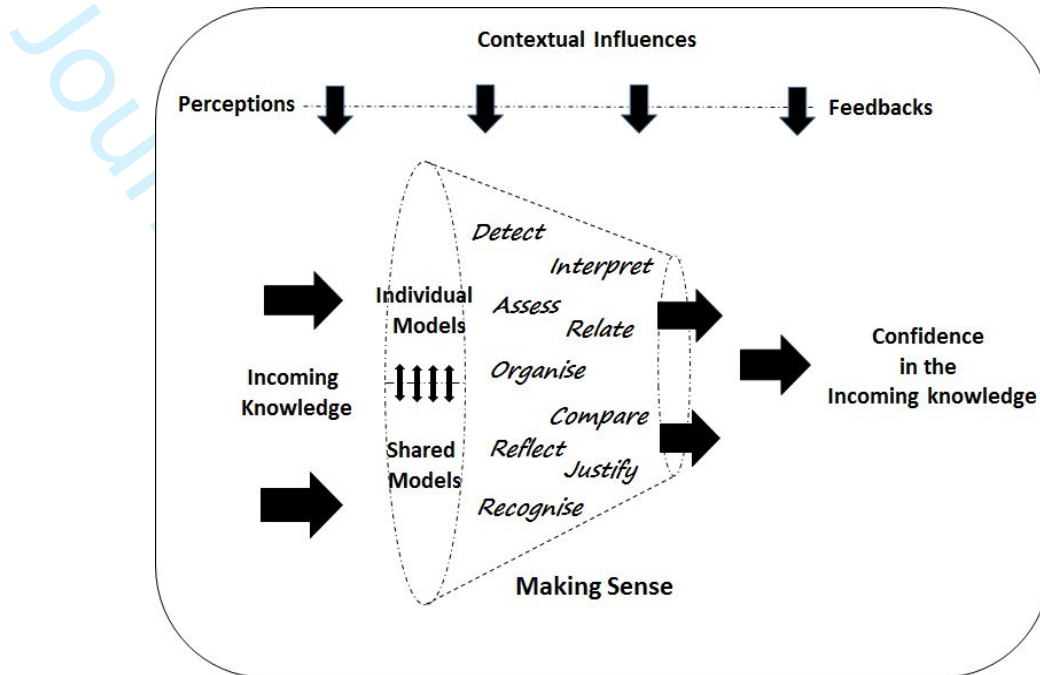 Jour
Contextual Influences
Perceptions
Feedbacks
Detect
Interpret
Individual
Models
Assess
Relate
Incoming
Knowledge
Organise
Confidence
in the
Incoming knowledge
Compare
Shared
Models
Reflect
Justify
Recognise
Making Sense